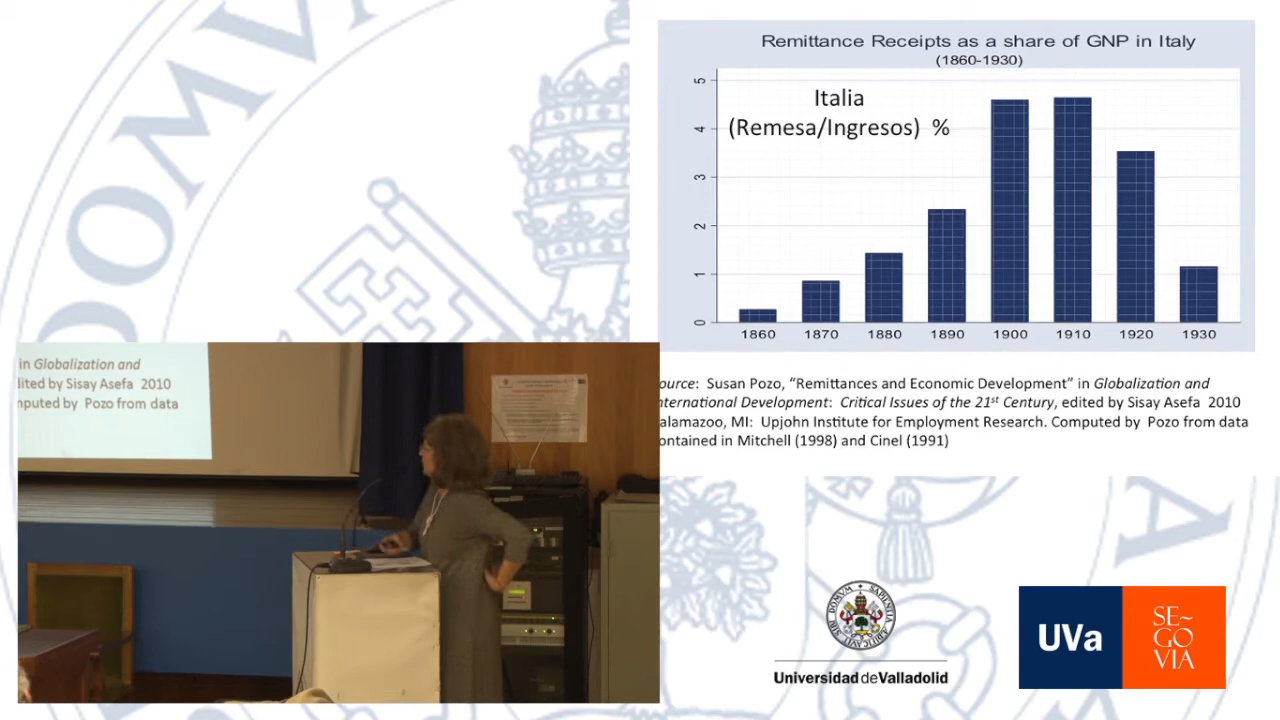 Remittance Receipts as a share of GNP in Italy
(1860-1930)
Italia
(Remesa/Ingresos) %
5
4
3
2
1
0
1860 1870 1880 1890 1900 1910 1920 1930
ource: Susan Pozo, “Remittances and Economic Development” in Globalization and
nternational Development: Critical Issues of the 21st Century, edited by Sisay Asefa 2010
alamazoo, MI: Upjohn Institute for Employment Research. Computed by Pozo from data
ontained in Mitchell (1998) and Cinel (1991)
in Globalization and
dited by Sisay Asefa 2010
mputed by Pozo from data
Universidad de Valladolid
UVa
SE~
GO
VIA